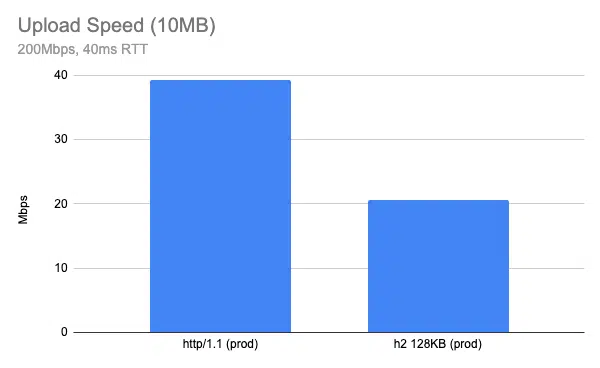 Upload Speed (10MB)
200Mbps, 40ms RTT
40
30
20
10
0
Mbps
http/1.1 (prod)
h2 128KB (prod)